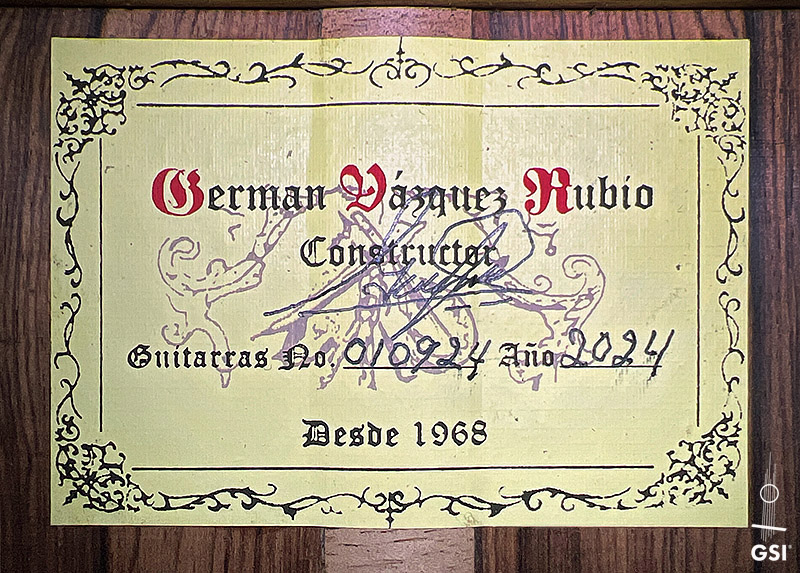 German Vázquez Rubio
Constructor
Guitarras No. 010924 Año 2024
Desde 1968
GSI